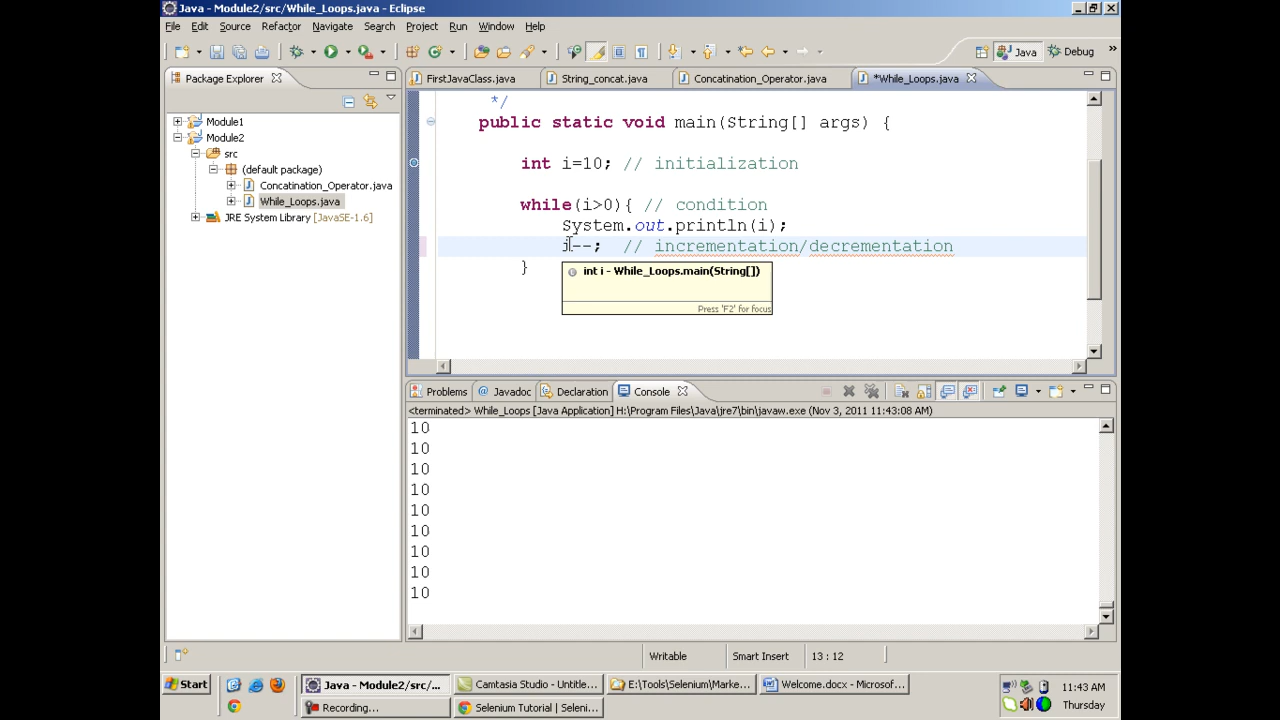 Java - Module2/src/While_Loops.java - Eclipse
File Edit Source Refactor Navigate Search Project Run Window Help
Java Debug
Package Explorer
FirstJavaClass.java String_concat.java Concatination_Operator.java *While_Loops.java
Module1
Module2
src
(default package)
Concatination_Operator.java
While_Loops.java
JRE System Library [JavaSE-1.6]
*/
public static void main(String[] args) {
int i=10; // initialization
while(i>0){ // condition
System.out.println(i);
i--; // incrementation/decrementation
}
int i - While_Loops.main(String[])
Press 'F2' for focus
Problems @ Javadoc Declaration Console
<terminated> While_Loops [Java Application] H:\Program Files\Java\jre7\bin\javaw.exe (Nov 3, 2011 11:43:08 AM)
10
10
10
10
10
10
10
10
10
Writable Smart Insert 13 : 12
Start Java - Module2/src/... Camtasia Studio - Untitle... E:\Tools\Selenium\Marke... Welcome.docx - Microsof... 11:43 AM
Recording... Selenium Tutorial | Seleni... Thursday